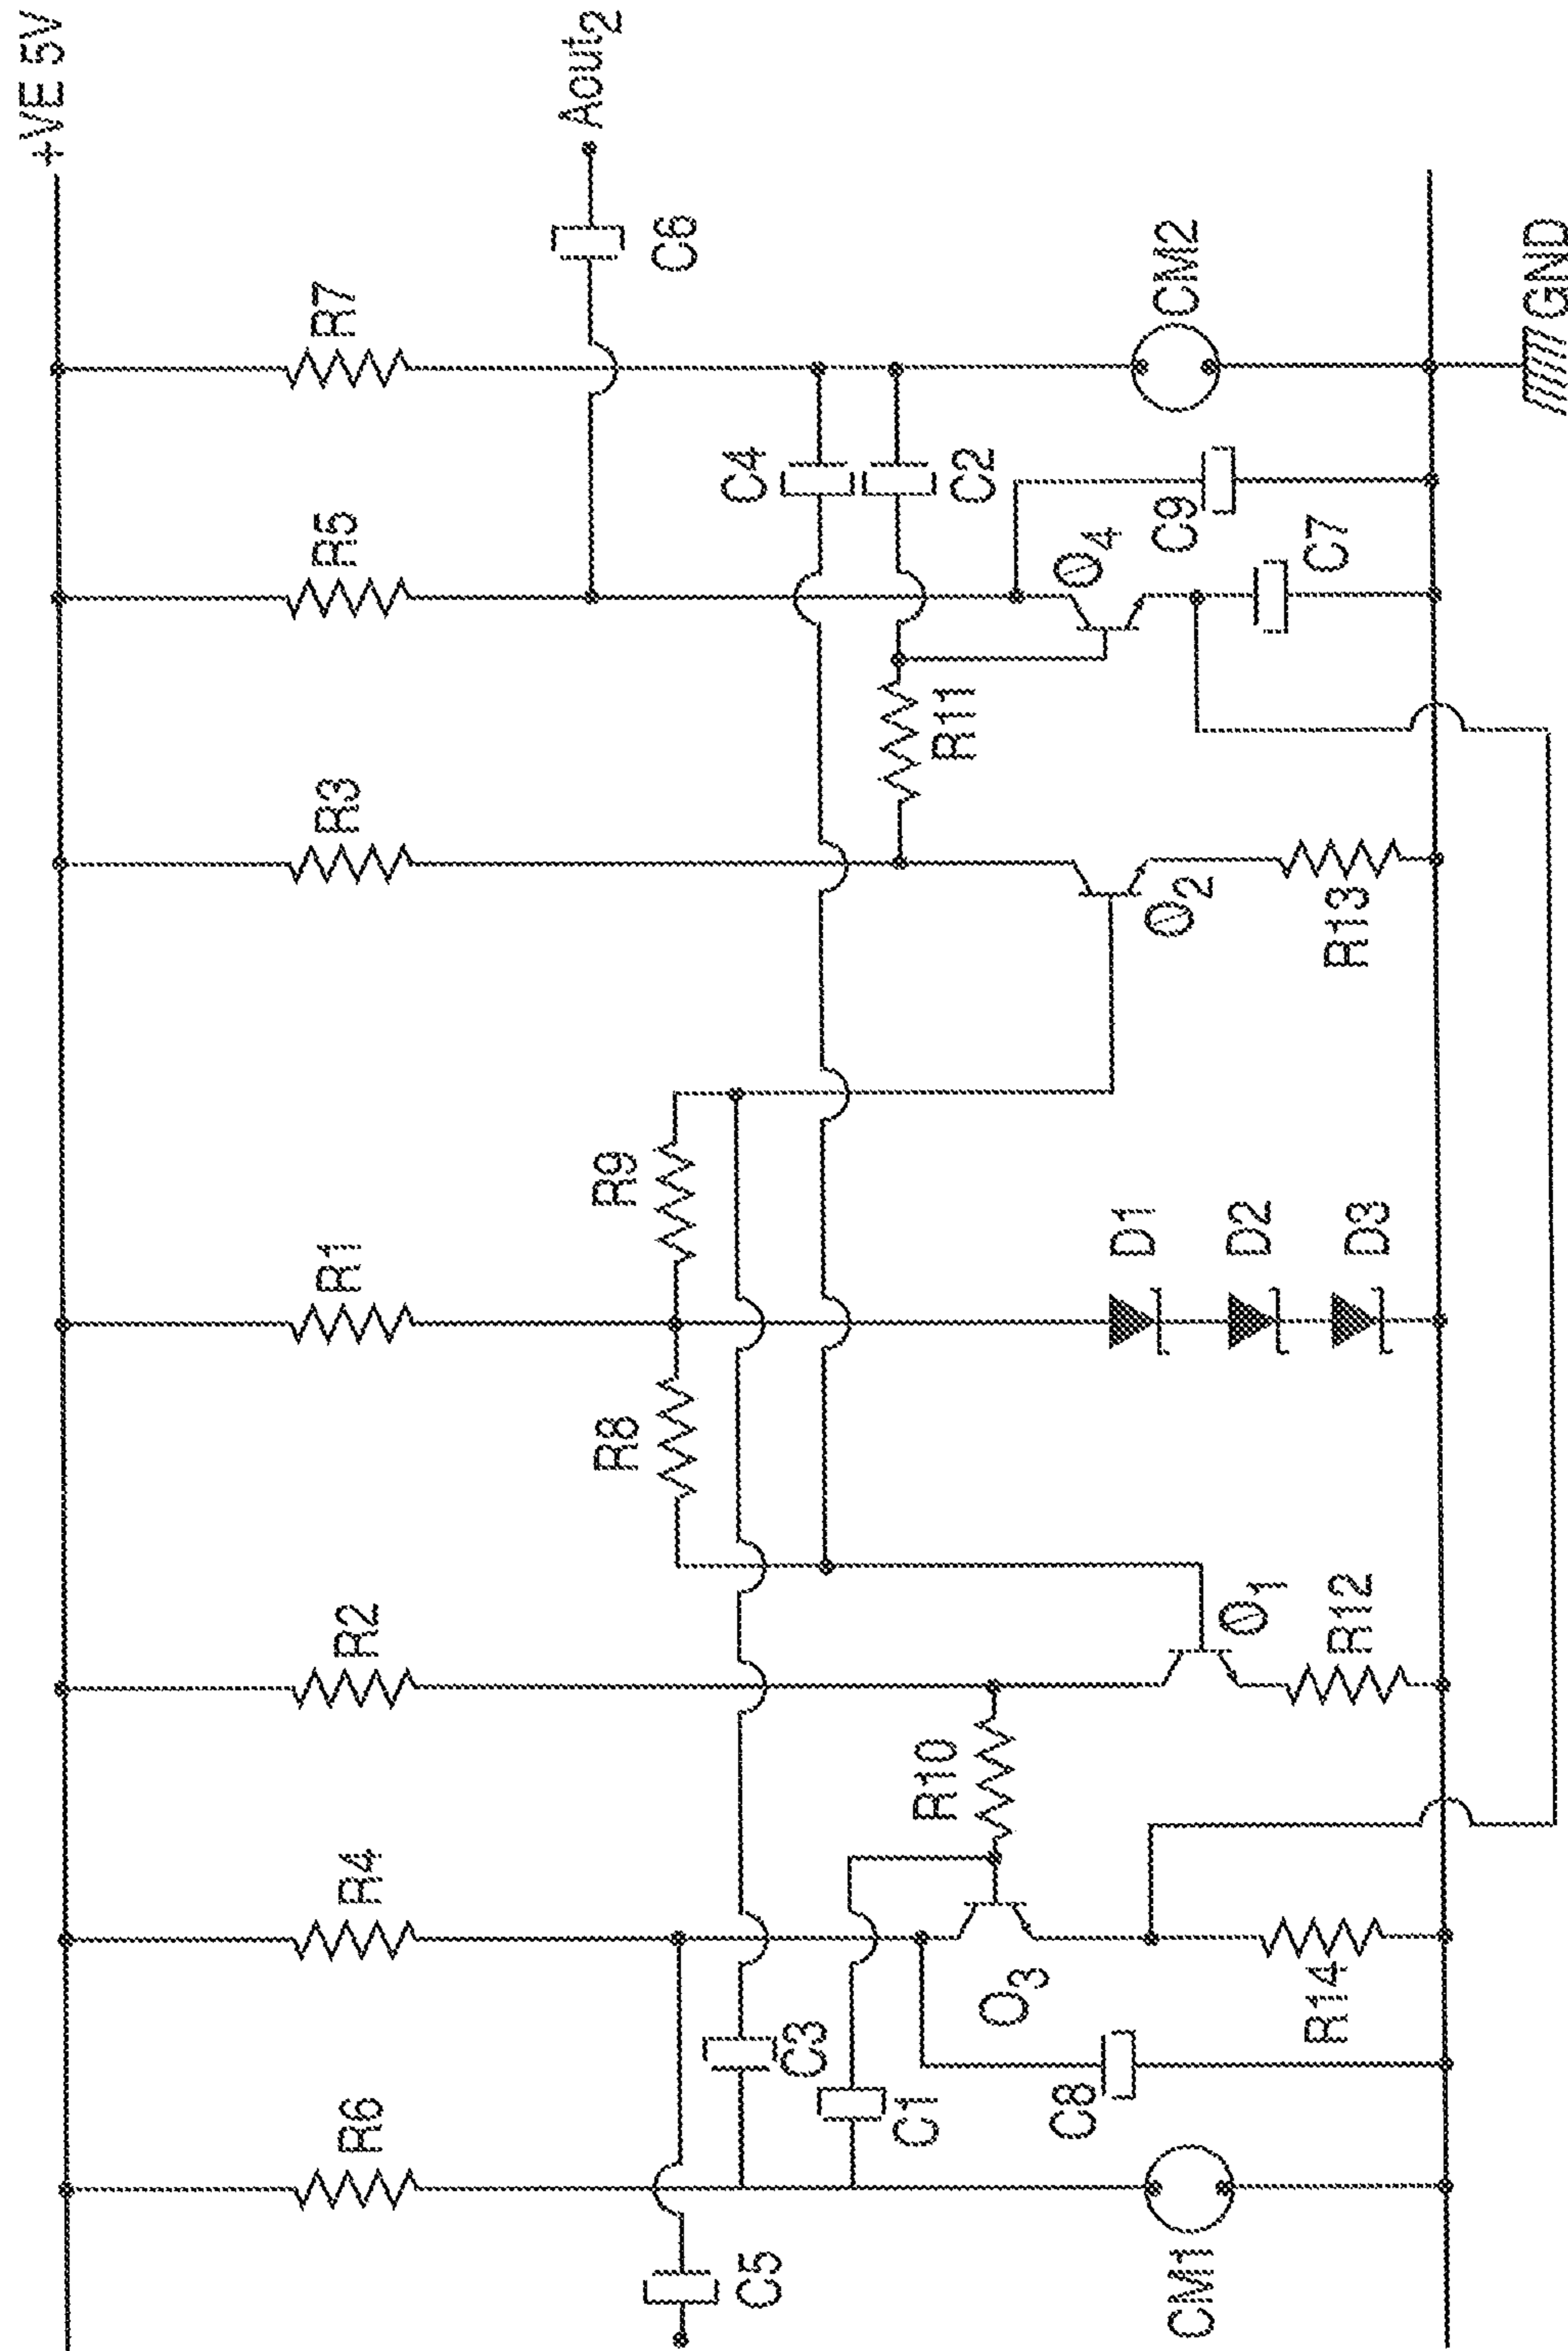 +VE 5V
Aout2
C6
R7
R5
R3
R1
R2
R4
R6
C4
C2
CM2
GND
C9
C7
Q4
R11
Q2
R13
R9
R8
D1
D2
D3
Q1
R12
R10
Q3
R14
C3
C1
C8
C5
CM1